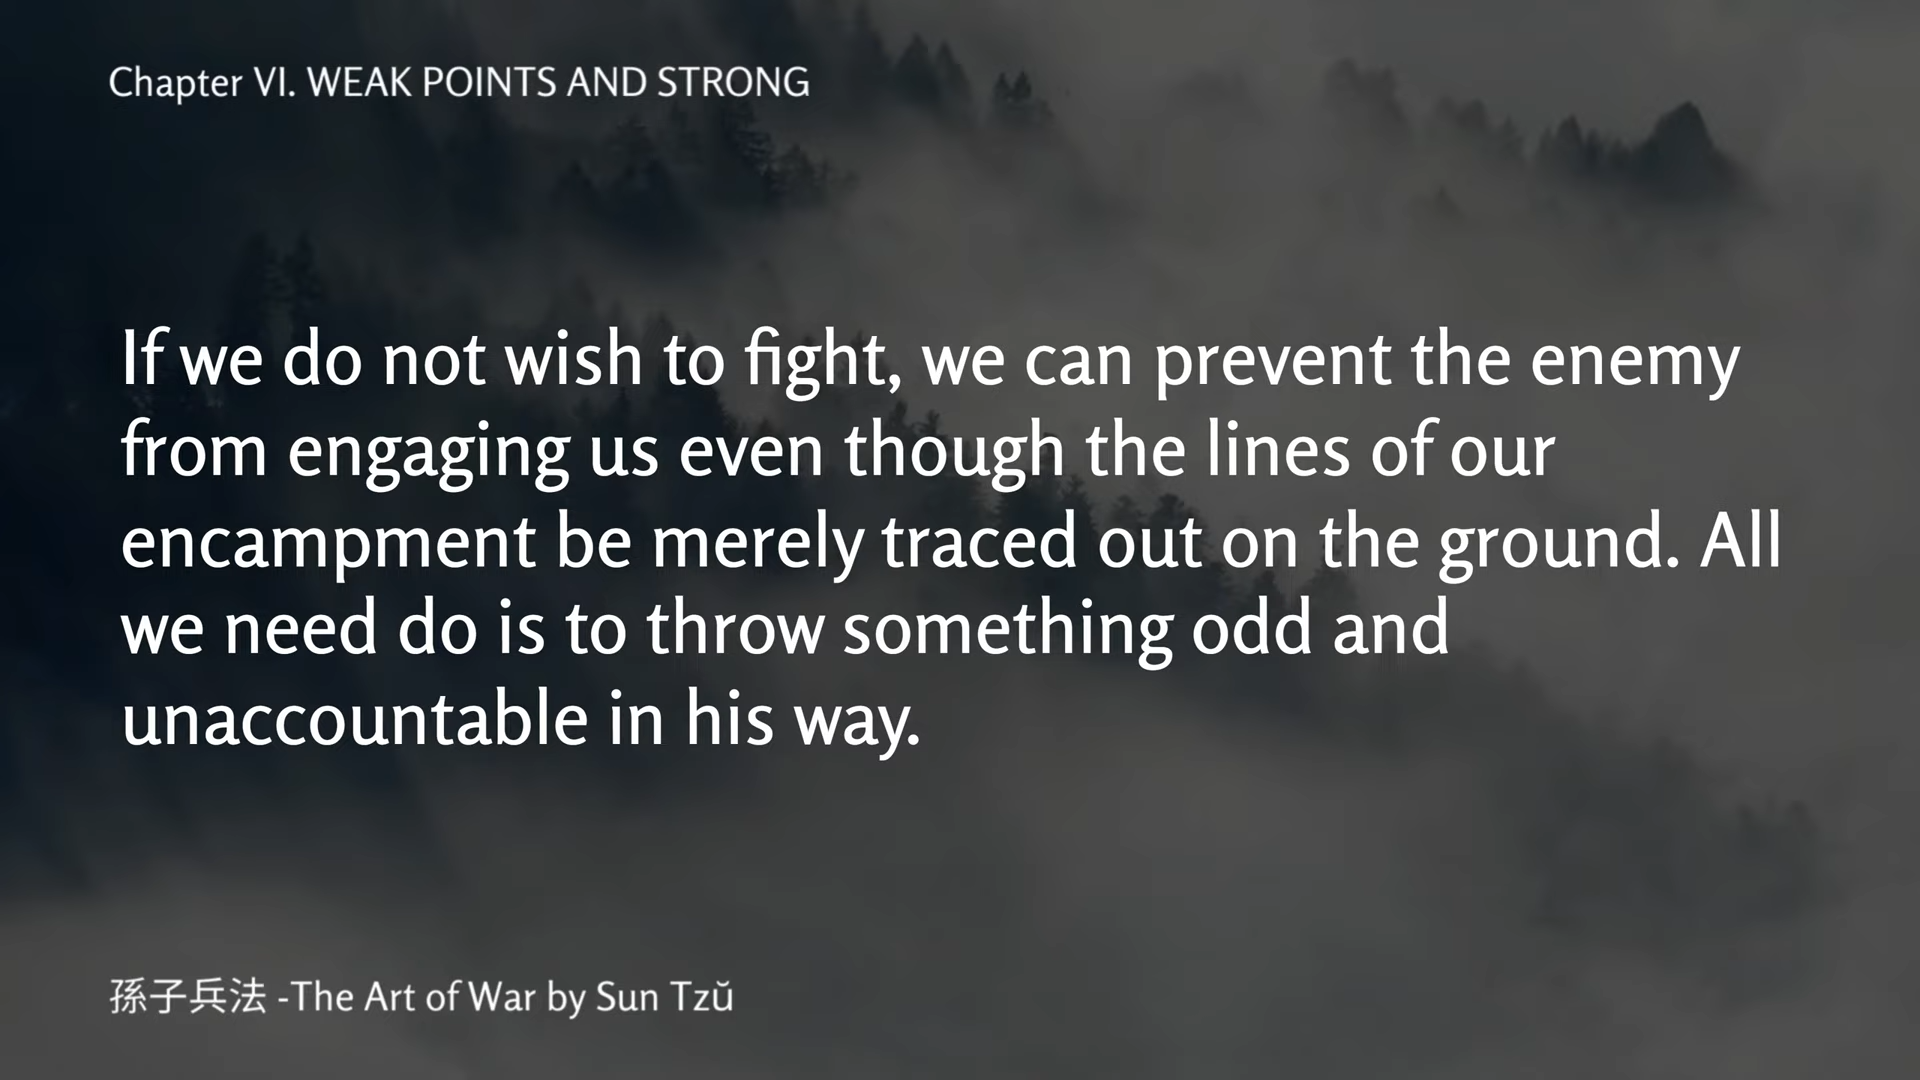 Chapter VI. WEAK POINTS AND STRONG
If we do not wish to fight, we can prevent the enemy
from engaging us even though the lines of our
encampment be merely traced out on the ground. All
we need do is to throw something odd and
unaccountable in his way.
孫子兵法 -The Art of War by Sun Tzŭ